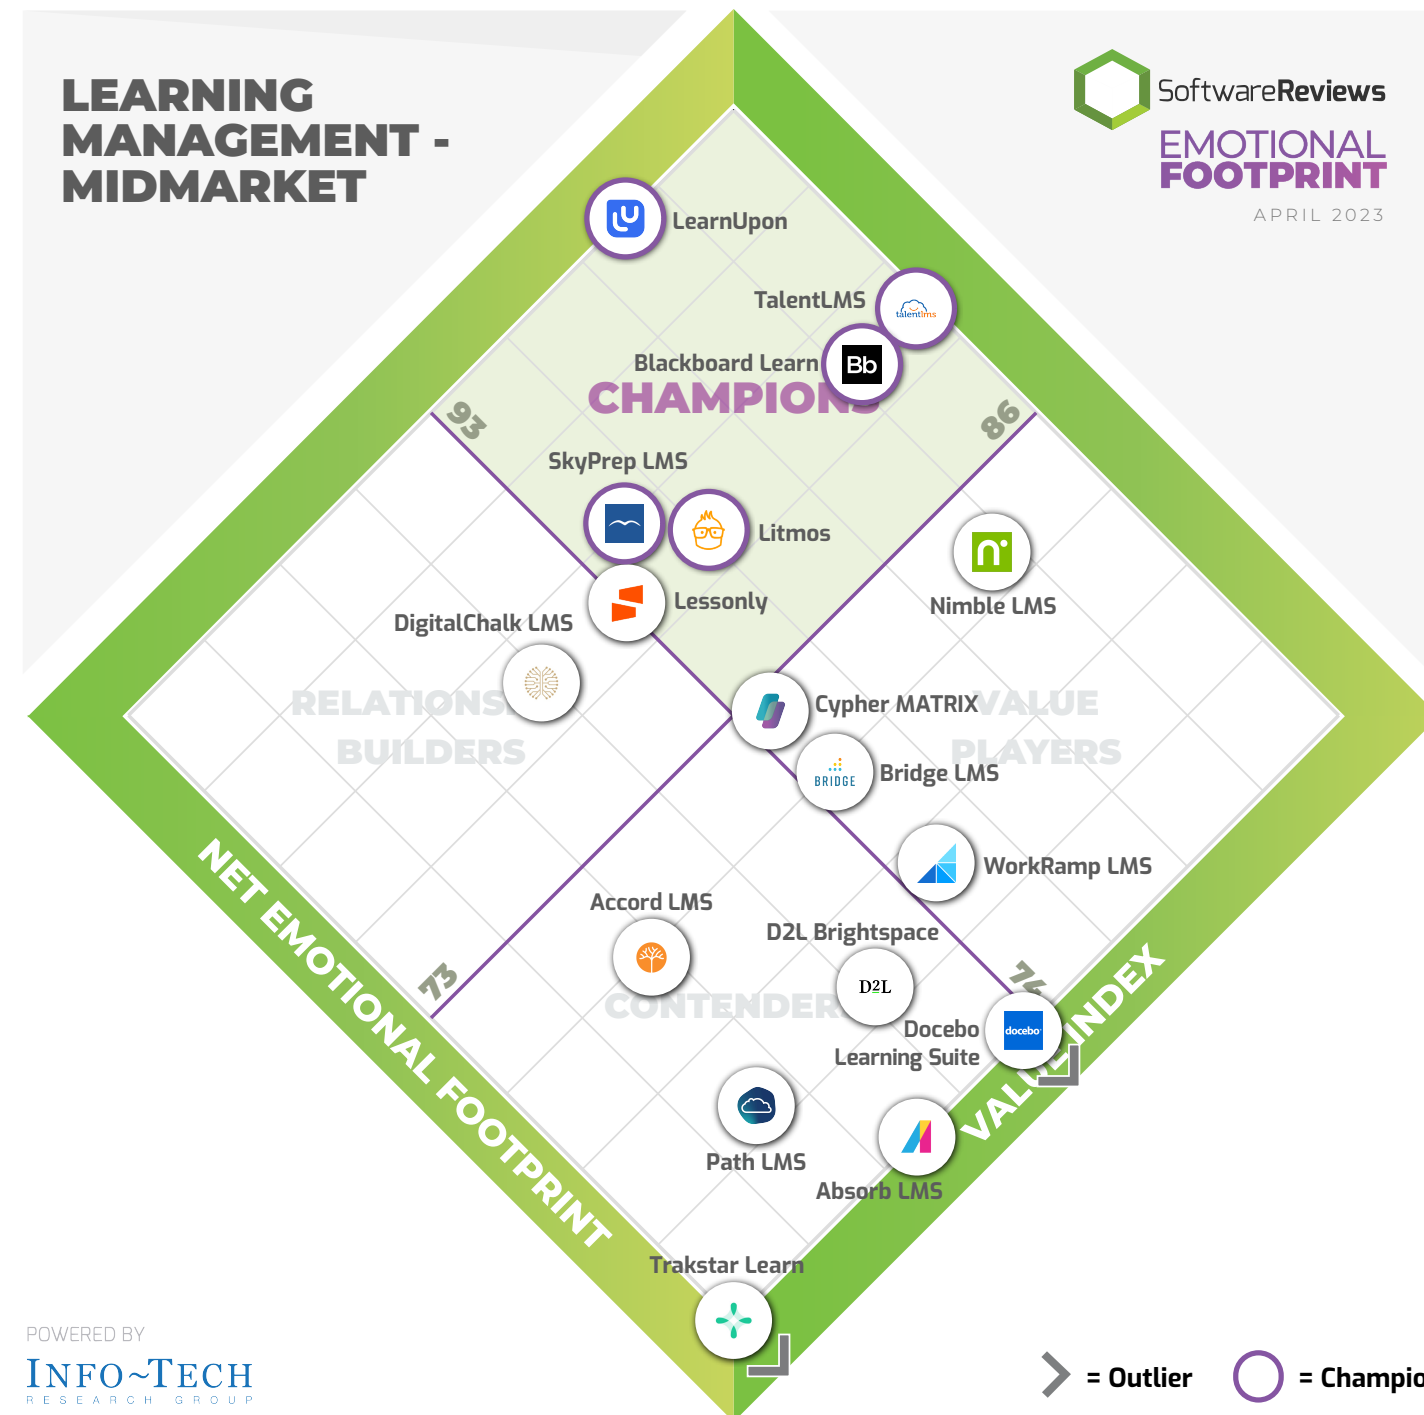 LEARNING
MANAGEMENT -
MIDMARKET
SoftwareReviews
EMOTIONAL
FOOTPRINT
APRIL 2023
LearnUpon
TalentLMS
talentlms
Blackboard Learn
Bb
CHAMPIONS
93
86
SkyPrep LMS
Litmos
Lessonly
Nimble LMS
n
DigitalChalk LMS
RELATIONS
BUILDERS
Cypher MATRIX
VALUE
PLAYERS
Bridge LMS
BRIDGE
WorkRamp LMS
Accord LMS
D2L Brightspace
D2L
CONTENDERS
73
74
Docebo
Learning Suite
docebo
NET EMOTIONAL FOOTPRINT
VALUE INDEX
Path LMS
Absorb LMS
Trakstar Learn
POWERED BY
INFO~TECH
RESEARCH GROUP
= Outlier
= Champio